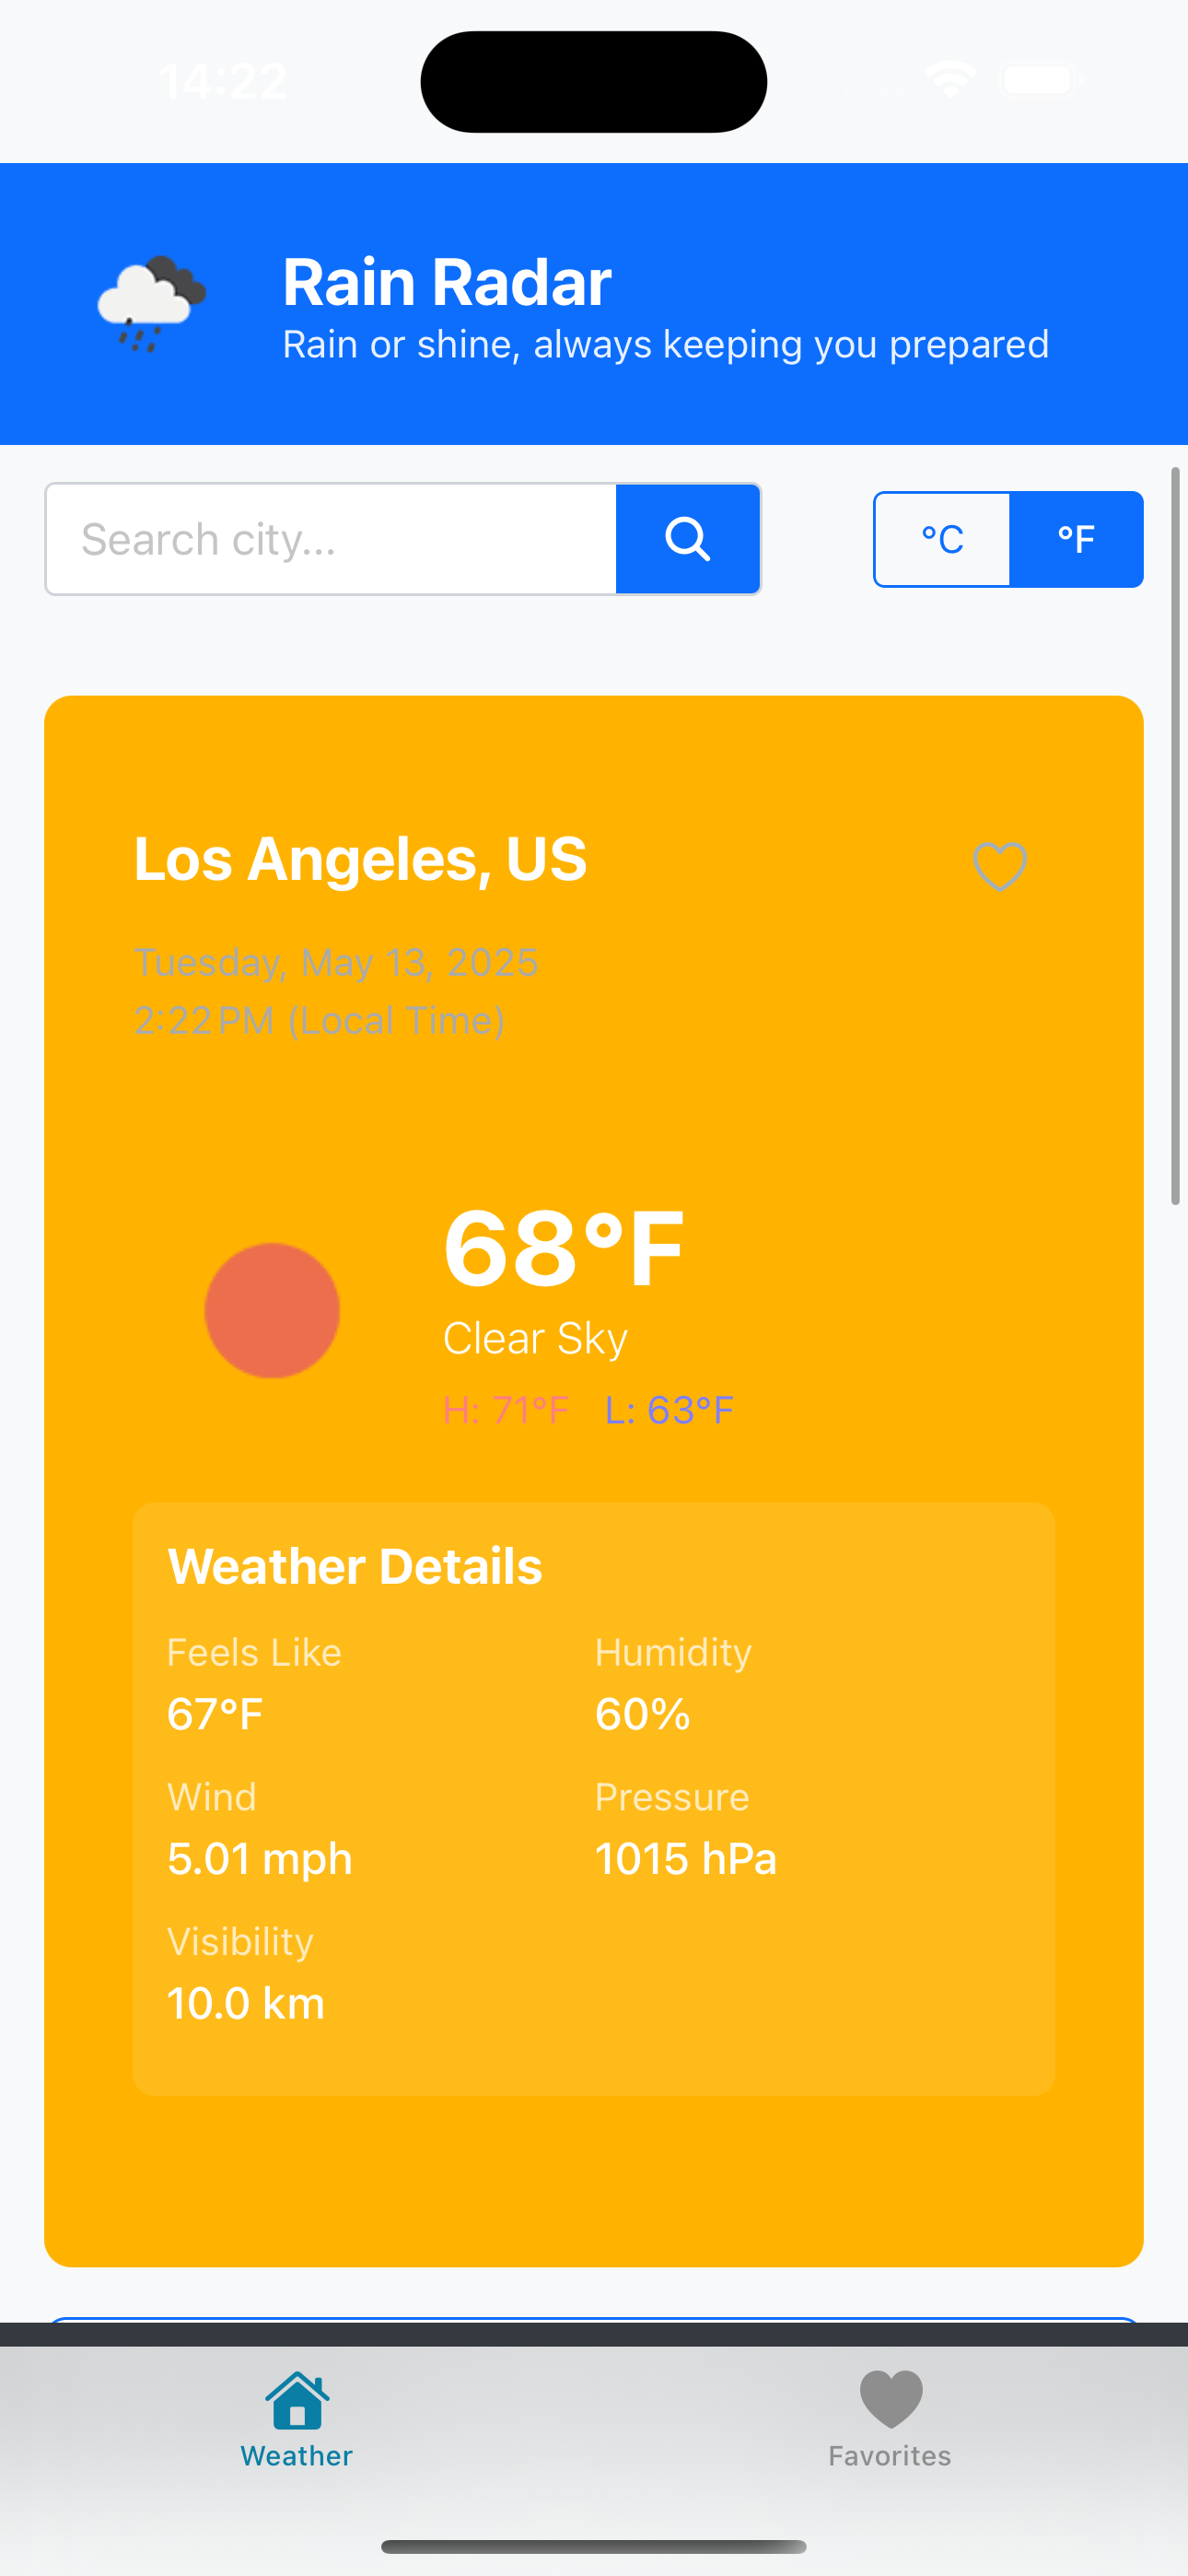 14:22
Rain Radar
Rain or shine, always keeping you prepared
Search city...
°C °F
Los Angeles, US
Tuesday, May 13, 2025
2:22 PM (Local Time)
68°F
Clear Sky
H: 71°F L: 63°F
Weather Details
Feels Like Humidity
67°F 60%
Wind Pressure
5.01 mph 1015 hPa
Visibility
10.0 km
Weather Favorites